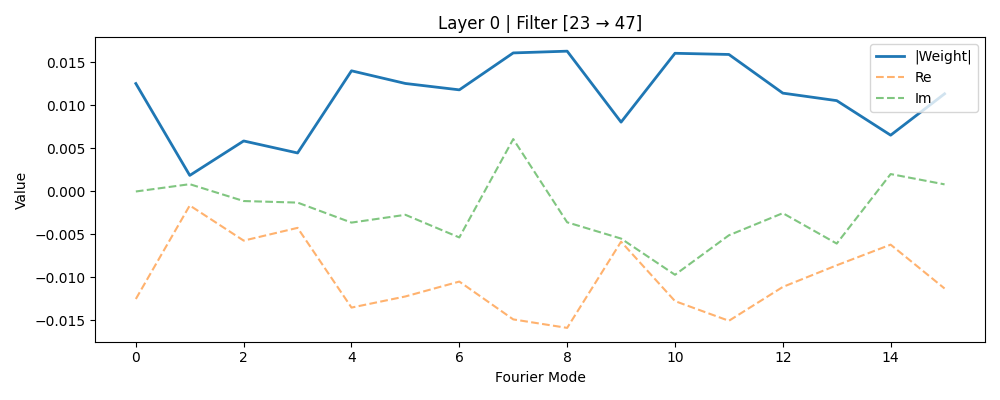 Layer 0 | Filter [23 → 47]
|Weight|
Re
Im
0.015
0.010
0.005
0.000
−0.005
−0.010
−0.015
Value
0 2 4 6 8 10 12 14
Fourier Mode